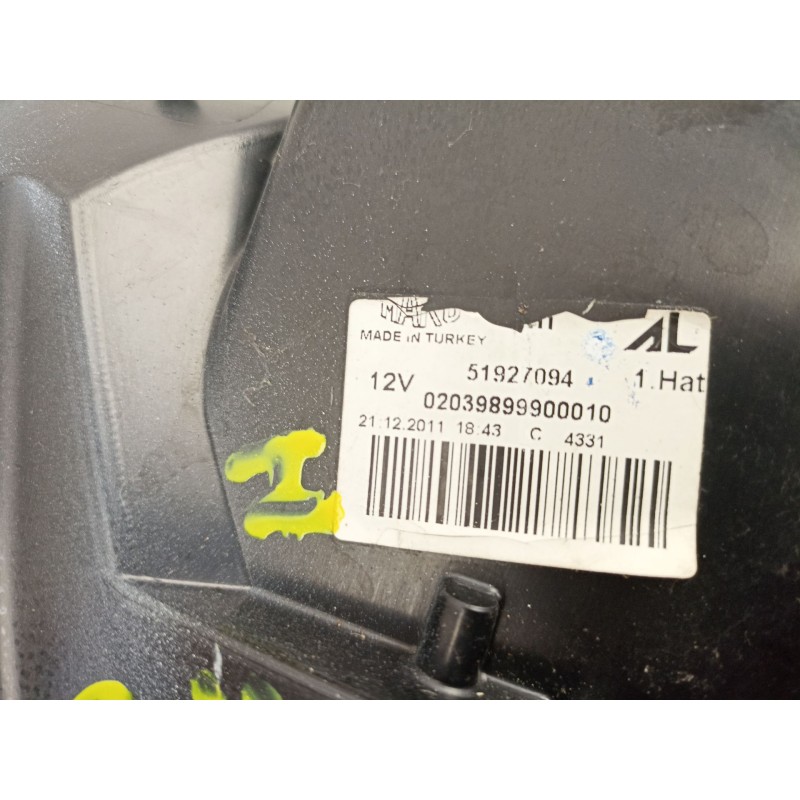 MADE IN TURKEY
AL
12V 51927094 1.Hat
02039899900010
21.12.2011 18:43 C 4331